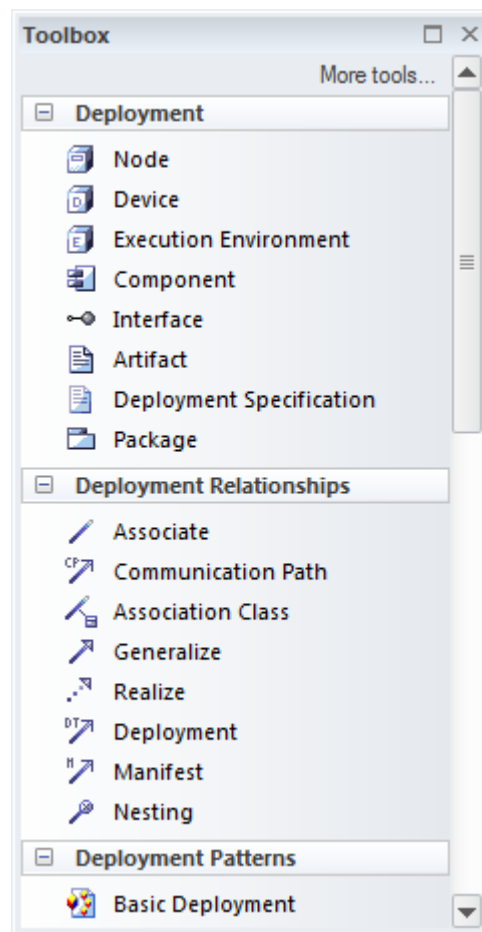 Toolbox
More tools...
Deployment
Node
Device
Execution Environment
Component
Interface
Artifact
Deployment Specification
Package
Deployment Relationships
Associate
Communication Path
Association Class
Generalize
Realize
Deployment
Manifest
Nesting
Deployment Patterns
Basic Deployment